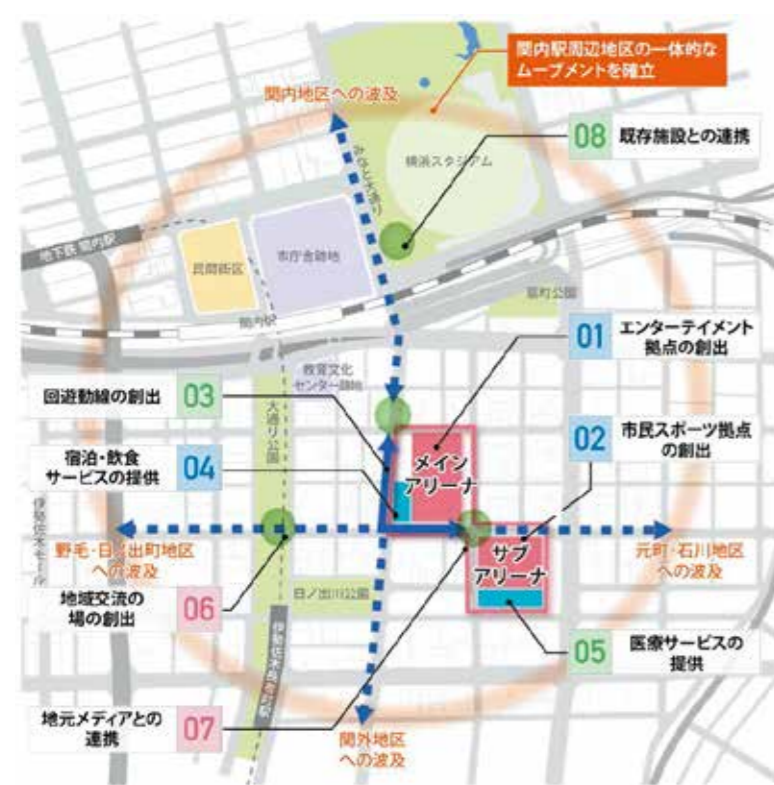 関内駅周辺地区の一体的な
ムーブメントを確立
関内地区への波及
08
既存施設との連携
みなと大通り
横浜スタジアム
地下鉄 関内駅
民間街区
市庁舎跡地
扇町公園
関内駅
01
エンターテイメント
拠点の創出
教育文化
センター跡地
回遊動線の創出
03
大通り公園
02
市民スポーツ拠点
の創出
宿泊・飲食
サービスの提供
04
メイン
アリーナ
伊勢佐木モール
野毛・日ノ出町地区
への波及
サブ
アリーナ
元町・石川地区
への波及
地域交流の
場の創出
06
日ノ出川公園
伊勢佐木長者町駅
05
医療サービスの
提供
地元メディアとの
連携
07
関外地区
への波及